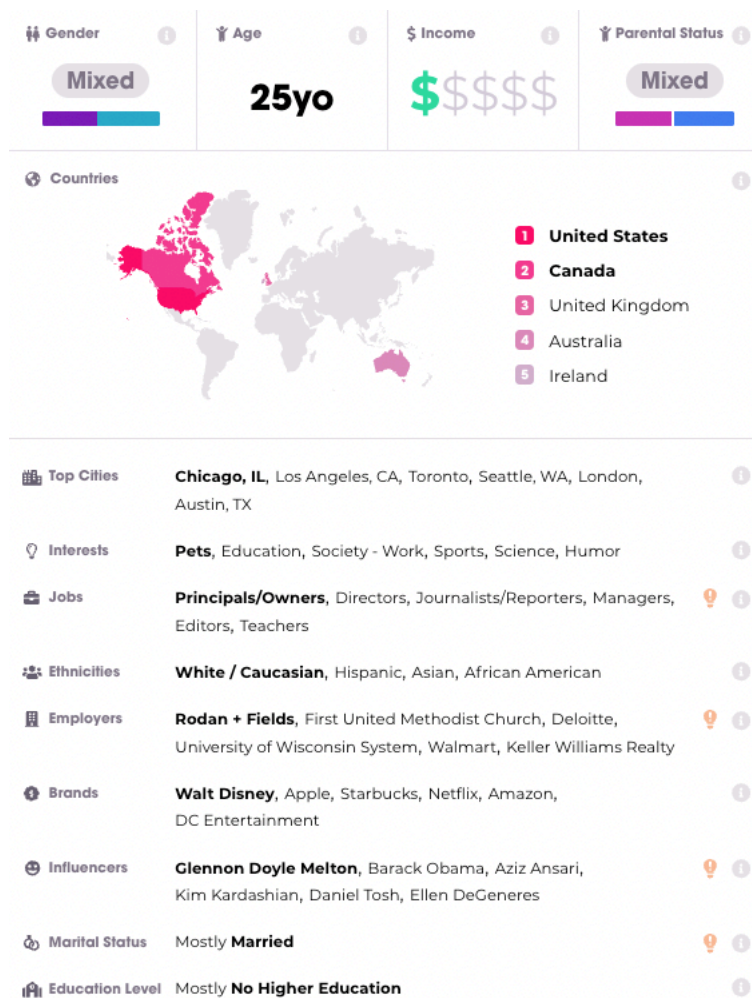 Gender
Age
$ Income
Parental Status
Mixed
25yo
$$$$$
Mixed
Countries
1 United States
2 Canada
3 United Kingdom
4 Australia
5 Ireland
Top Cities
Chicago, IL, Los Angeles, CA, Toronto, Seattle, WA, London,
Austin, TX
Interests
Pets, Education, Society - Work, Sports, Science, Humor
Jobs
Principals/Owners, Directors, Journalists/Reporters, Managers,
Editors, Teachers
Ethnicities
White / Caucasian, Hispanic, Asian, African American
Employers
Rodan + Fields, First United Methodist Church, Deloitte,
University of Wisconsin System, Walmart, Keller Williams Realty
Brands
Walt Disney, Apple, Starbucks, Netflix, Amazon,
DC Entertainment
Influencers
Glennon Doyle Melton, Barack Obama, Aziz Ansari,
Kim Kardashian, Daniel Tosh, Ellen DeGeneres
Marital Status
Mostly Married
Education Level
Mostly No Higher Education